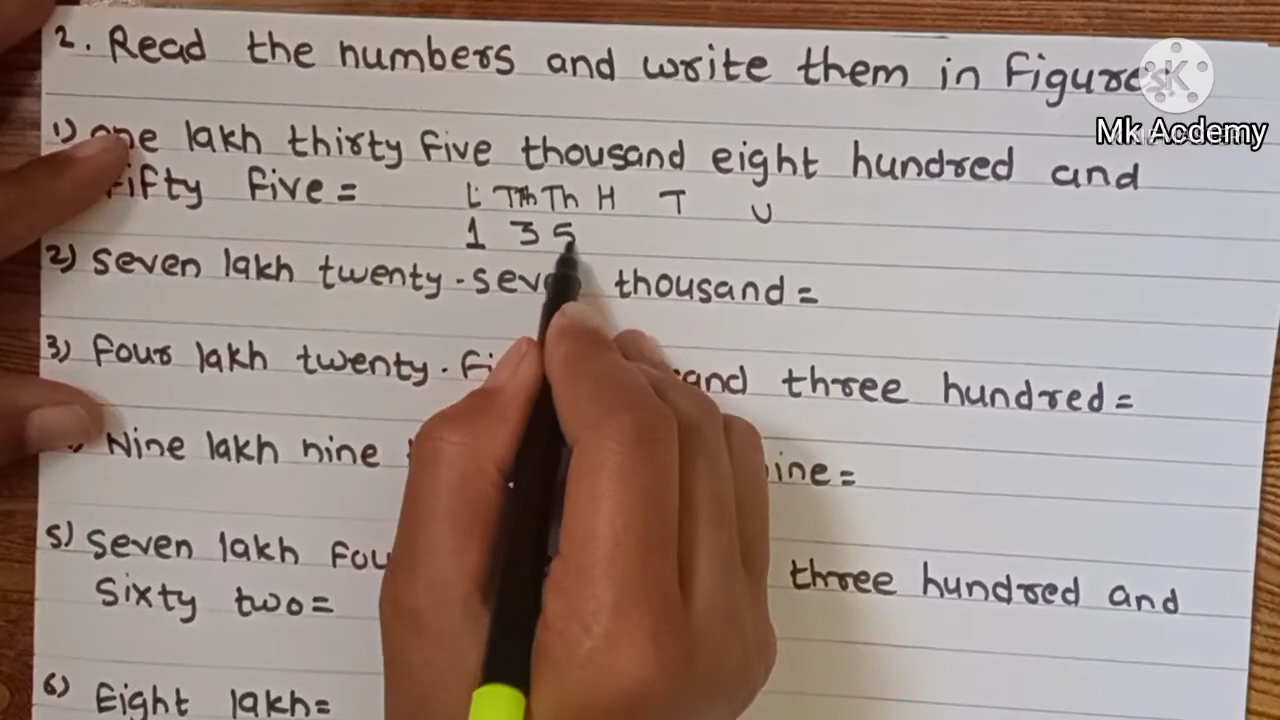 2. Read the numbers and write them in figures.
Mk Acdemy
1) one lakh thirty five thousand eight hundred and
fifty five =
L TTh Th H T U
1 3 5
2) seven lakh twenty-seven thousand =
3) four lakh twenty. three hundred =
Nine lakh nine =
5) seven lakh three hundred and
sixty two =
6) Eight lakh =